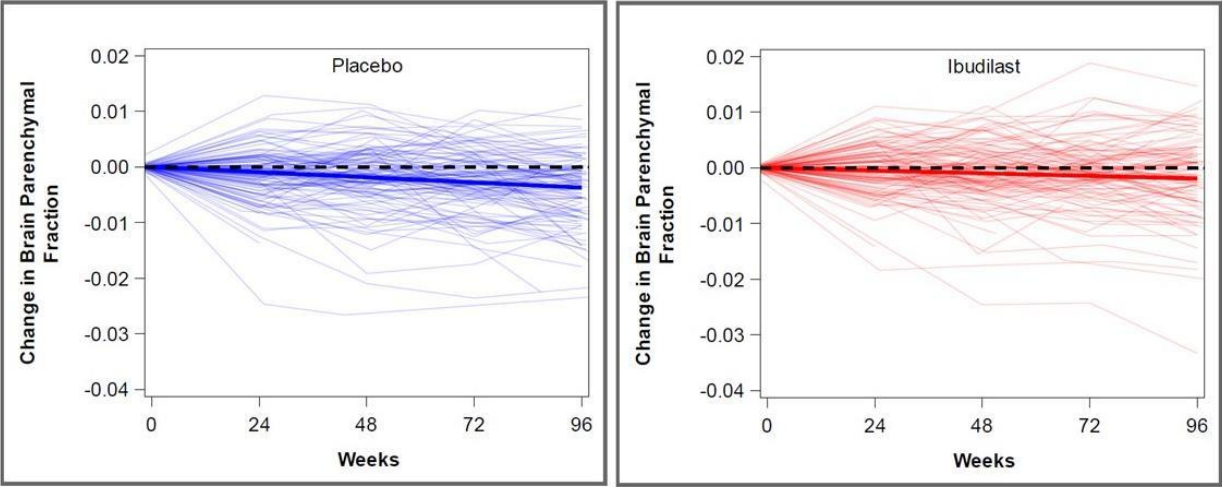 Placebo
Change in Brain Parenchymal
Fraction
0.02
0.01
0.00
-0.01
-0.02
-0.03
-0.04
0 24 48 72 96
Weeks
Ibudilast
Change in Brain Parenchymal
Fraction
0.02
0.01
0.00
-0.01
-0.02
-0.03
-0.04
0 24 48 72 96
Weeks